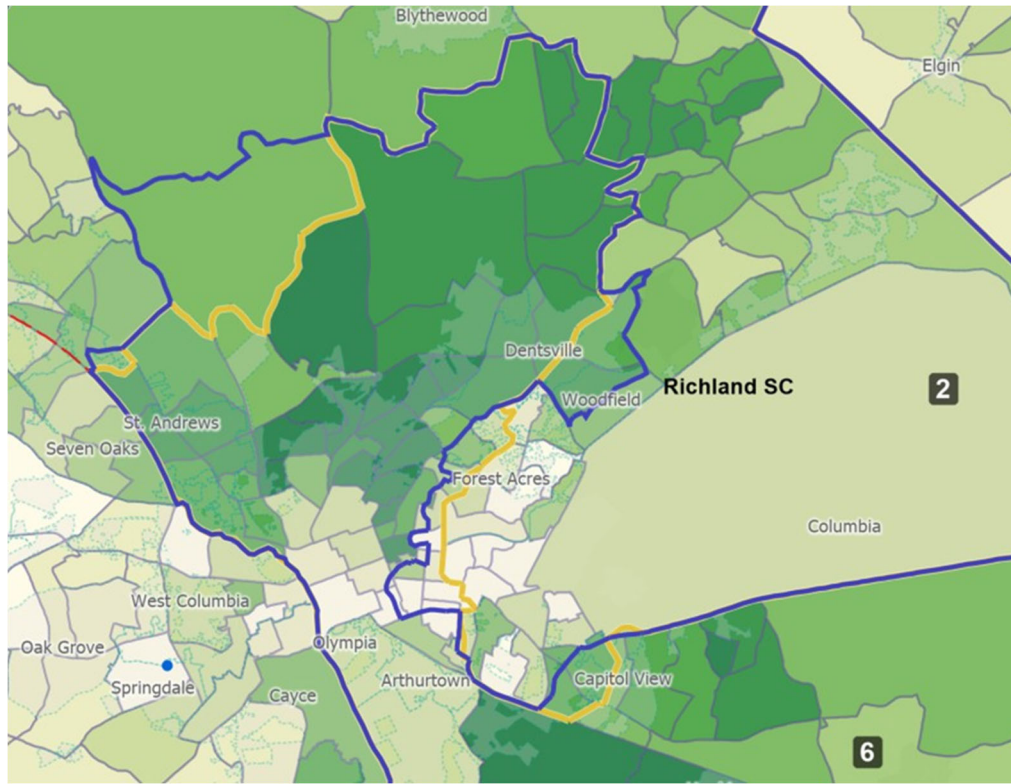 Blythewood
Elgin
Dentsville
Richland SC
2
Woodfield
St. Andrews
Seven Oaks
Forest Acres
Columbia
West Columbia
Oak Grove
Olympia
Springdale
Arthurtown
Capitol View
Cayce
6